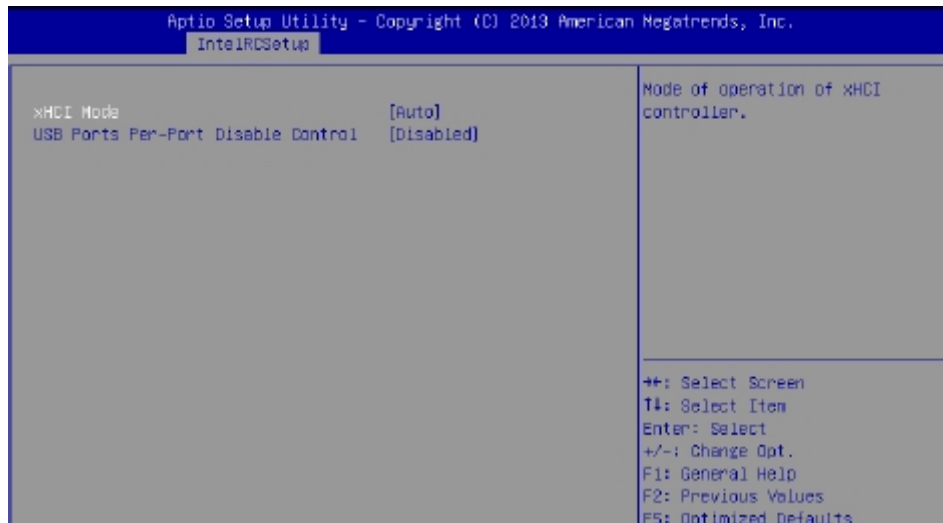 Aptio Setup Utility - Copyright (C) 2013 American Megatrends, Inc.
IntelRCSetup
xHCI Mode [Auto]
USB Ports Per-Port Disable Control [Disabled]
Mode of operation of xHCI
controller.
→←: Select Screen
↑↓: Select Item
Enter: Select
+/-: Change Opt.
F1: General Help
F2: Previous Values
F5: Optimized Defaults